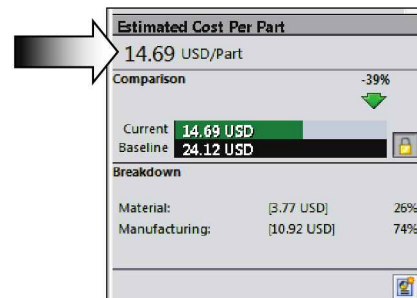 Estimated Cost Per Part
14.69 USD/Part
Comparison -39%
Current 14.69 USD
Baseline 24.12 USD
Breakdown
Material: [3.77 USD] 26%
Manufacturing: [10.92 USD] 74%